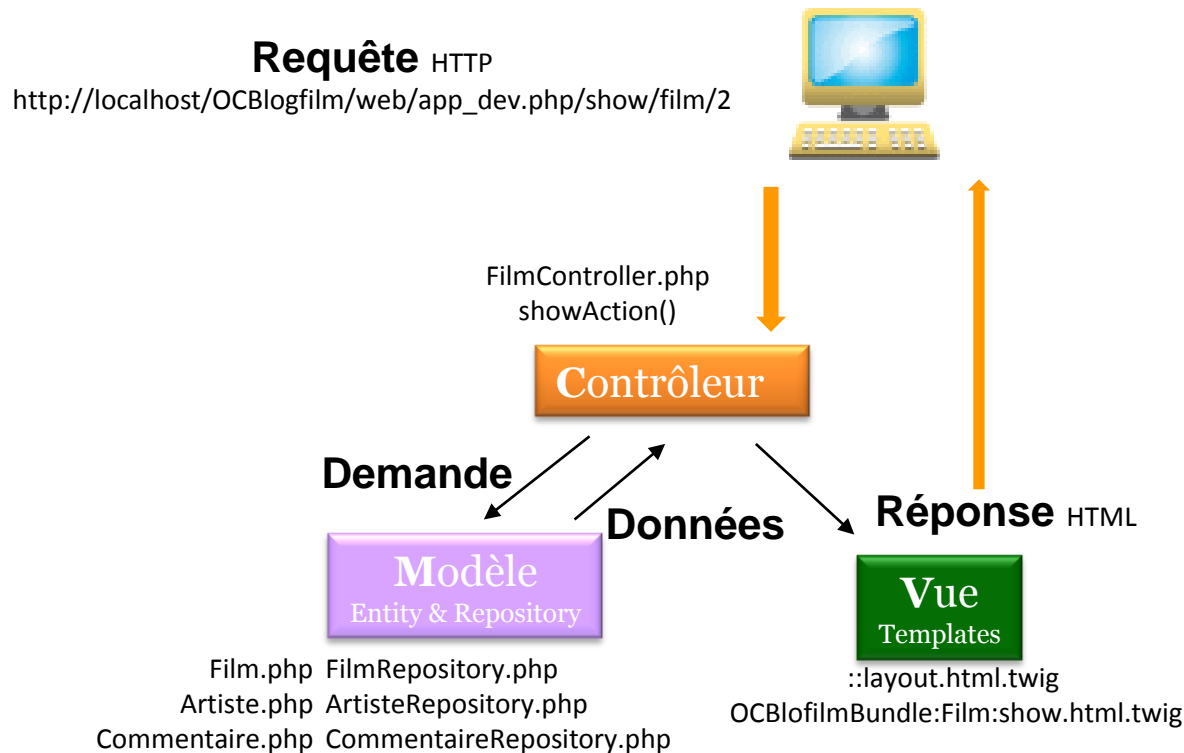 Requête HTTP
http://localhost/OCBlogfilm/web/app_dev.php/show/film/2
FilmController.php
showAction()
Contrôleur
Demande
Données
Réponse HTML
Modèle
Entity & Repository
Vue
Templates
Film.php FilmRepository.php
Artiste.php ArtisteRepository.php
Commentaire.php CommentaireRepository.php
::layout.html.twig
OCBlofilmBundle:Film:show.html.twig